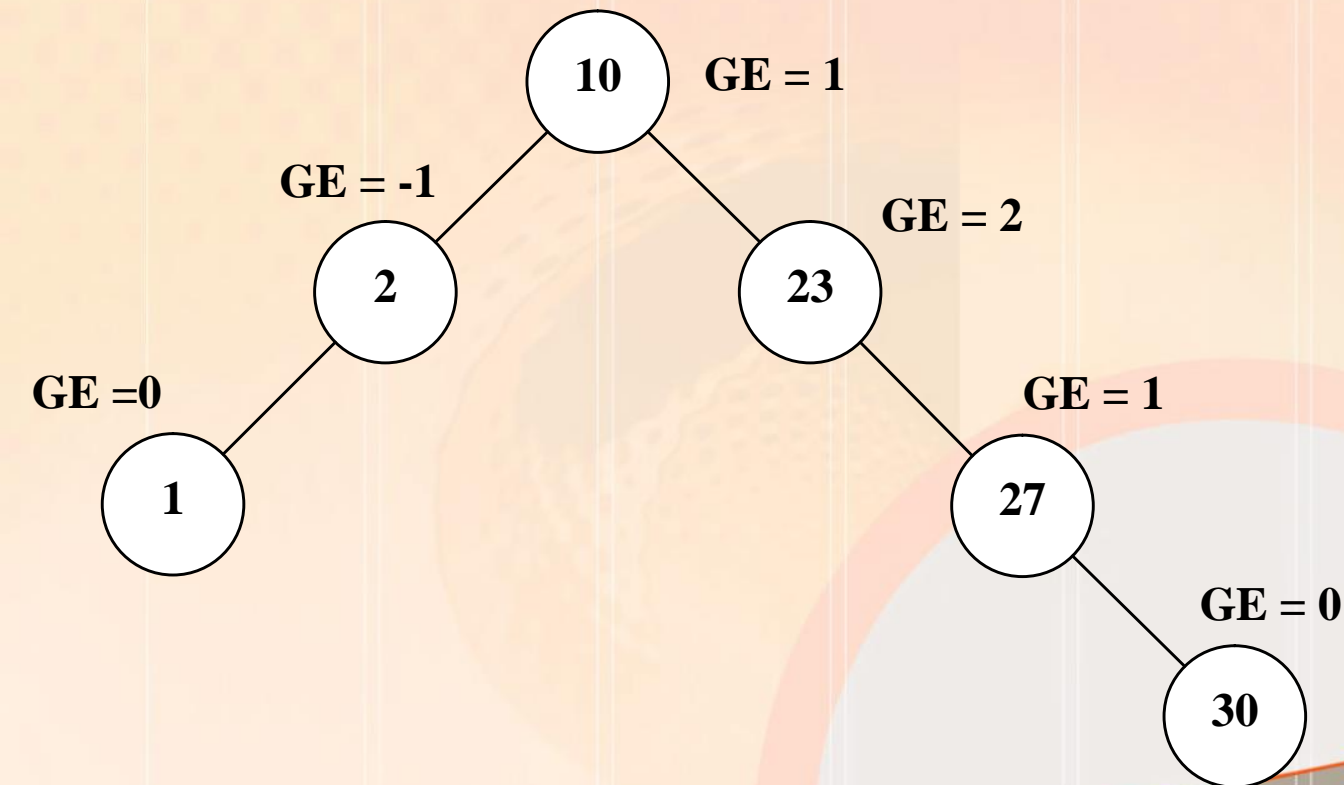 10 GE = 1
GE = -1
GE = 2
2
23
GE =0
GE = 1
1
27
GE = 0
30